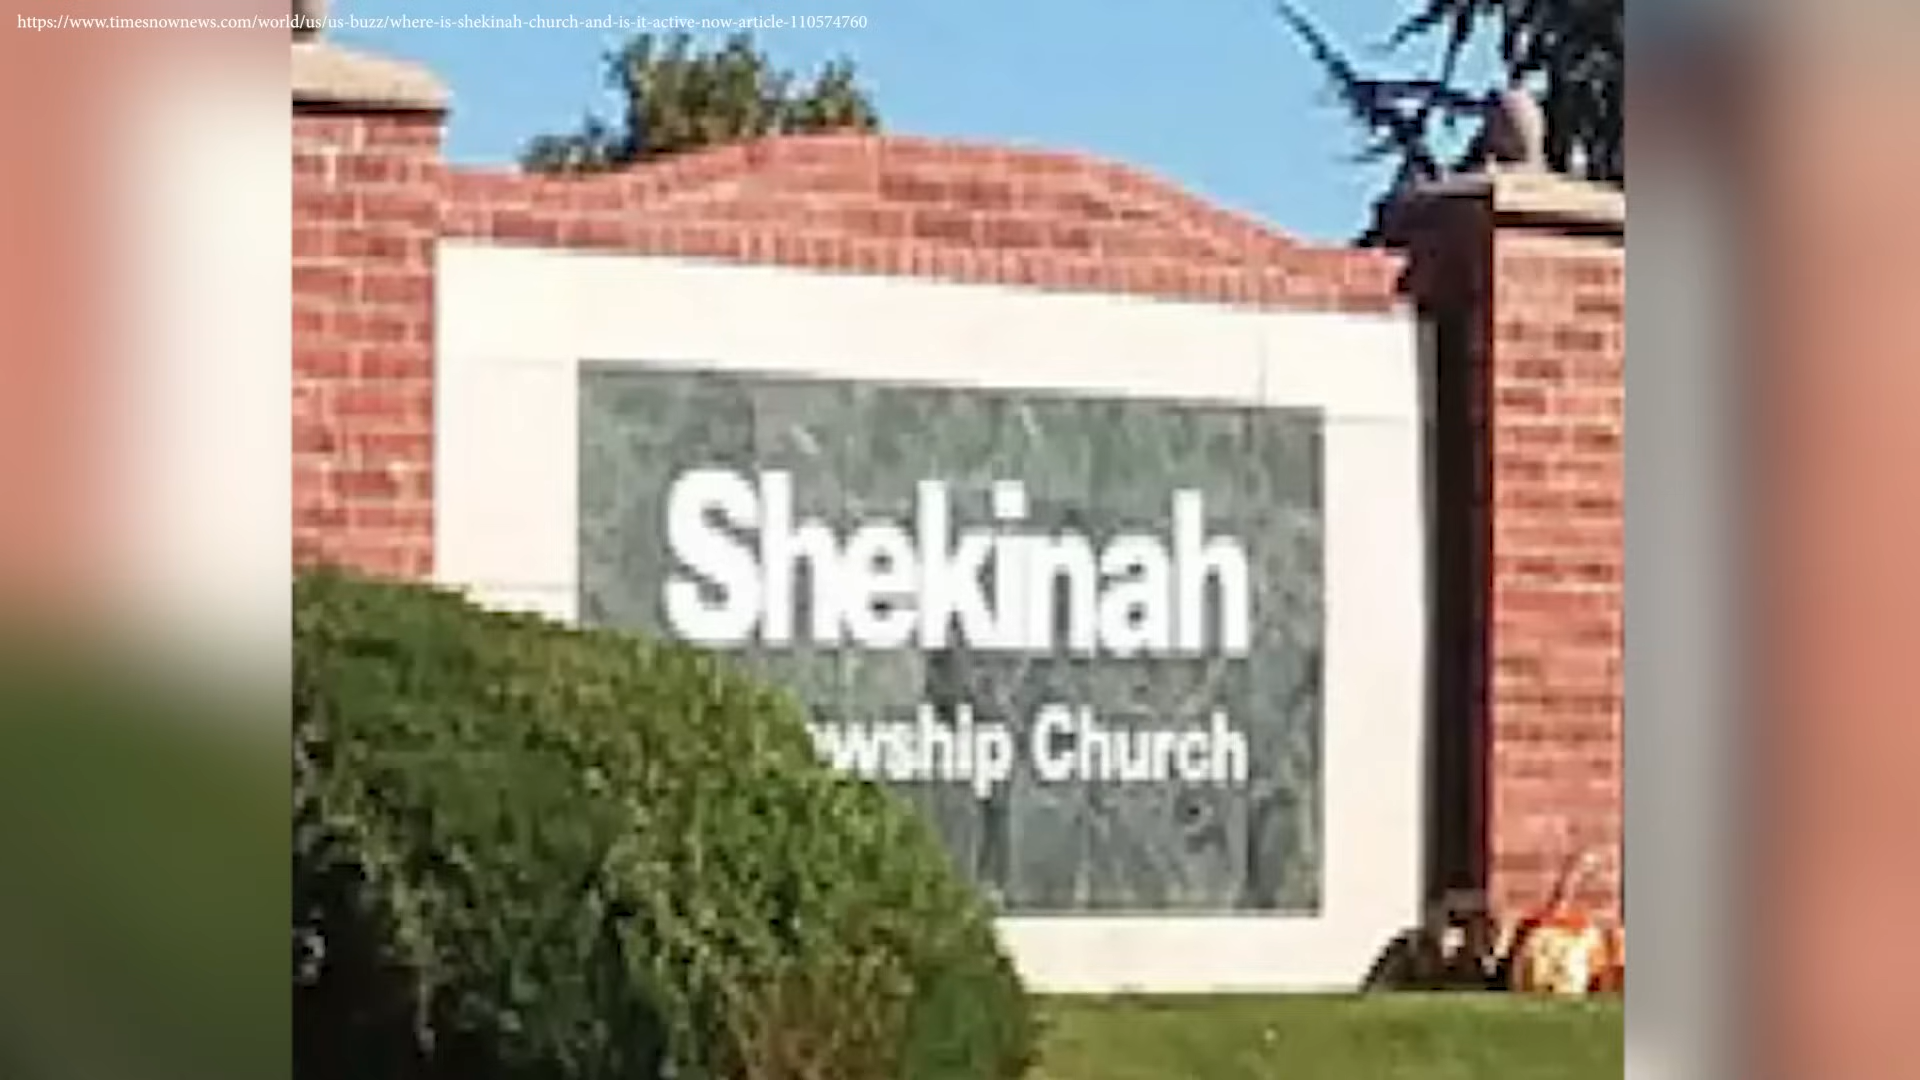 https://www.timesnownews.com/world/us/us-buzz/where-is-shekinah-church-and-is-it-active-now-article-110574760
Shekinah
owship Church